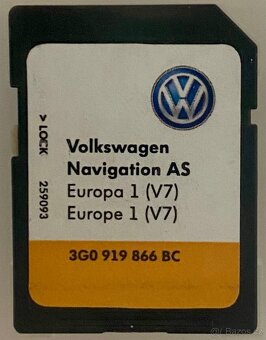 Volkswagen
Navigation AS
Europa 1 (V7)
Europe 1 (V7)
3G0 919 866 BC
> LOCK
259093